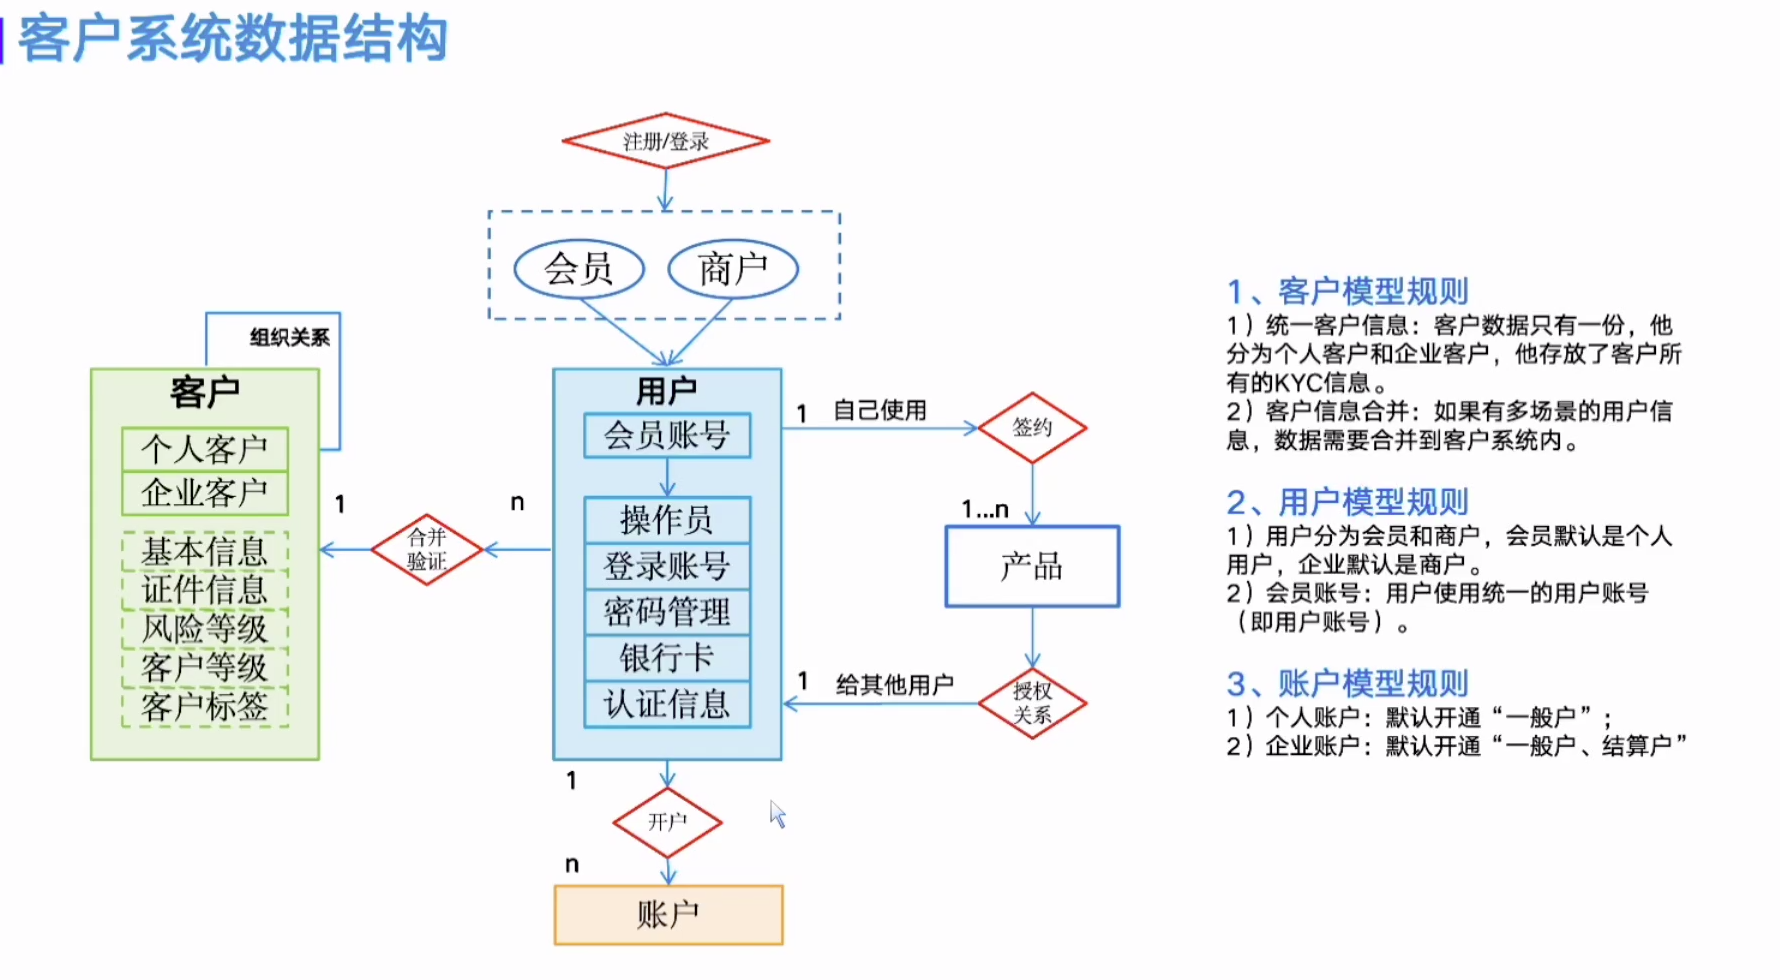 客户系统数据结构
注册/登录
会员
商户
组织关系
客户
个人客户
企业客户
基本信息
证件信息
风险等级
客户等级
客户标签
1
合并
验证
n
用户
会员账号
操作员
登录账号
密码管理
银行卡
认证信息
1
自己使用
签约
1...n
产品
授权
关系
1
给其他用户
1
开户
n
账户
1、客户模型规则
1）统一客户信息：客户数据只有一份，他
分为个人客户和企业客户，他存放了客户所
有的KYC信息。
2）客户信息合并：如果有多场景的用户信
息，数据需要合并到客户系统内。
2、用户模型规则
1）用户分为会员和商户，会员默认是个人
用户，企业默认是商户。
2）会员账号：用户使用统一的用户账号
（即用户账号）。
3、账户模型规则
1）个人账户：默认开通“一般户”；
2）企业账户：默认开通“一般户、结算户”